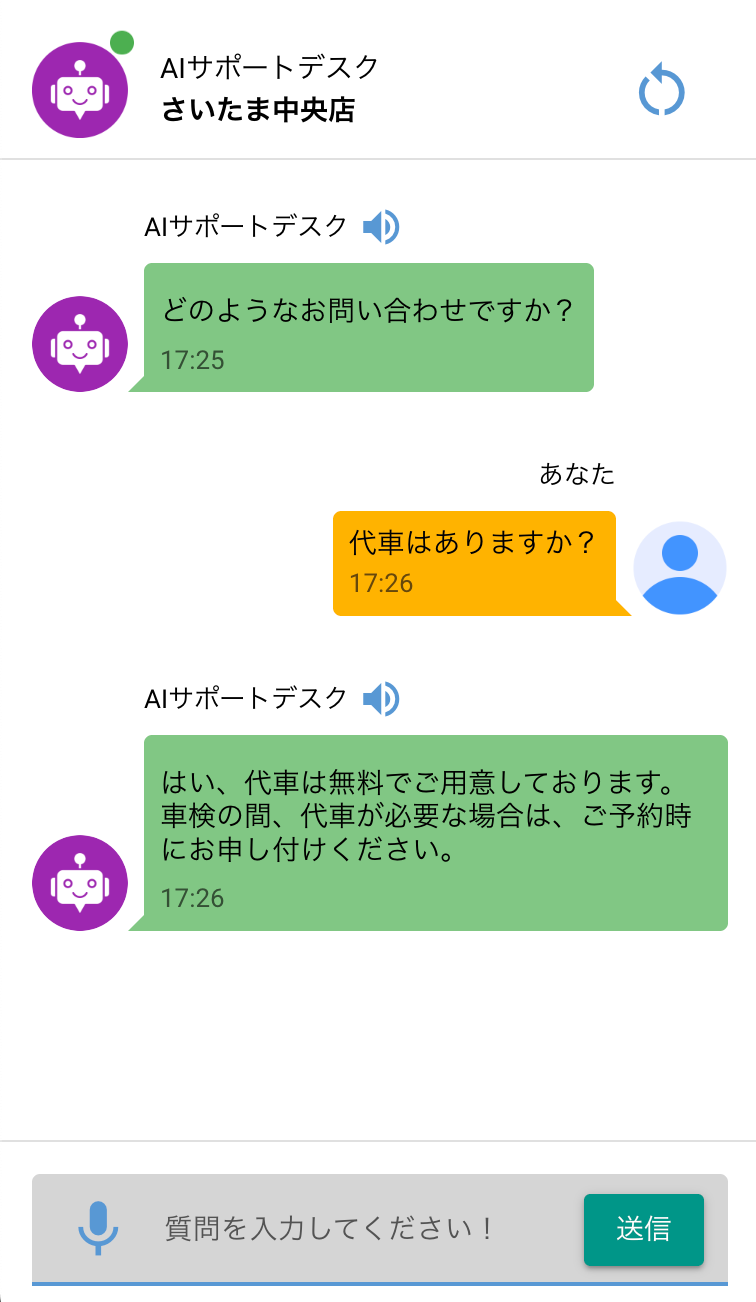 AIサポートデスク
さいたま中央店
AIサポートデスク
どのようなお問い合わせですか？
17:25
あなた
代車はありますか？
17:26
AIサポートデスク
はい、代車は無料でご用意しております。
車検の間、代車が必要な場合は、ご予約時
にお申し付けください。
17:26
質問を入力してください！
送信